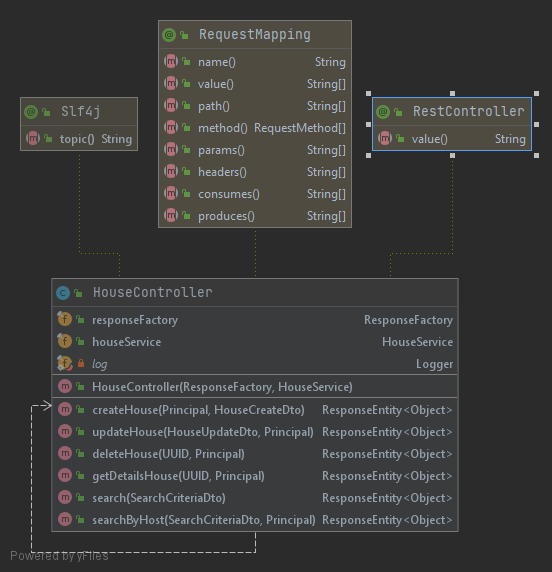 RequestMapping
name() String
value() String[]
path() String[]
method() RequestMethod[]
params() String[]
headers() String[]
consumes() String[]
produces() String[]
Slf4j
topic() String
RestController
value() String
HouseController
responseFactory ResponseFactory
houseService HouseService
log Logger
HouseController(ResponseFactory, HouseService)
createHouse(Principal, HouseCreateDto) ResponseEntity<Object>
updateHouse(HouseUpdateDto, Principal) ResponseEntity<Object>
deleteHouse(UUID, Principal) ResponseEntity<Object>
getDetailsHouse(UUID, Principal) ResponseEntity<Object>
search(SearchCriteriaDto) ResponseEntity<Object>
searchByHost(SearchCriteriaDto, Principal) ResponseEntity<Object>
Powered by yFiles